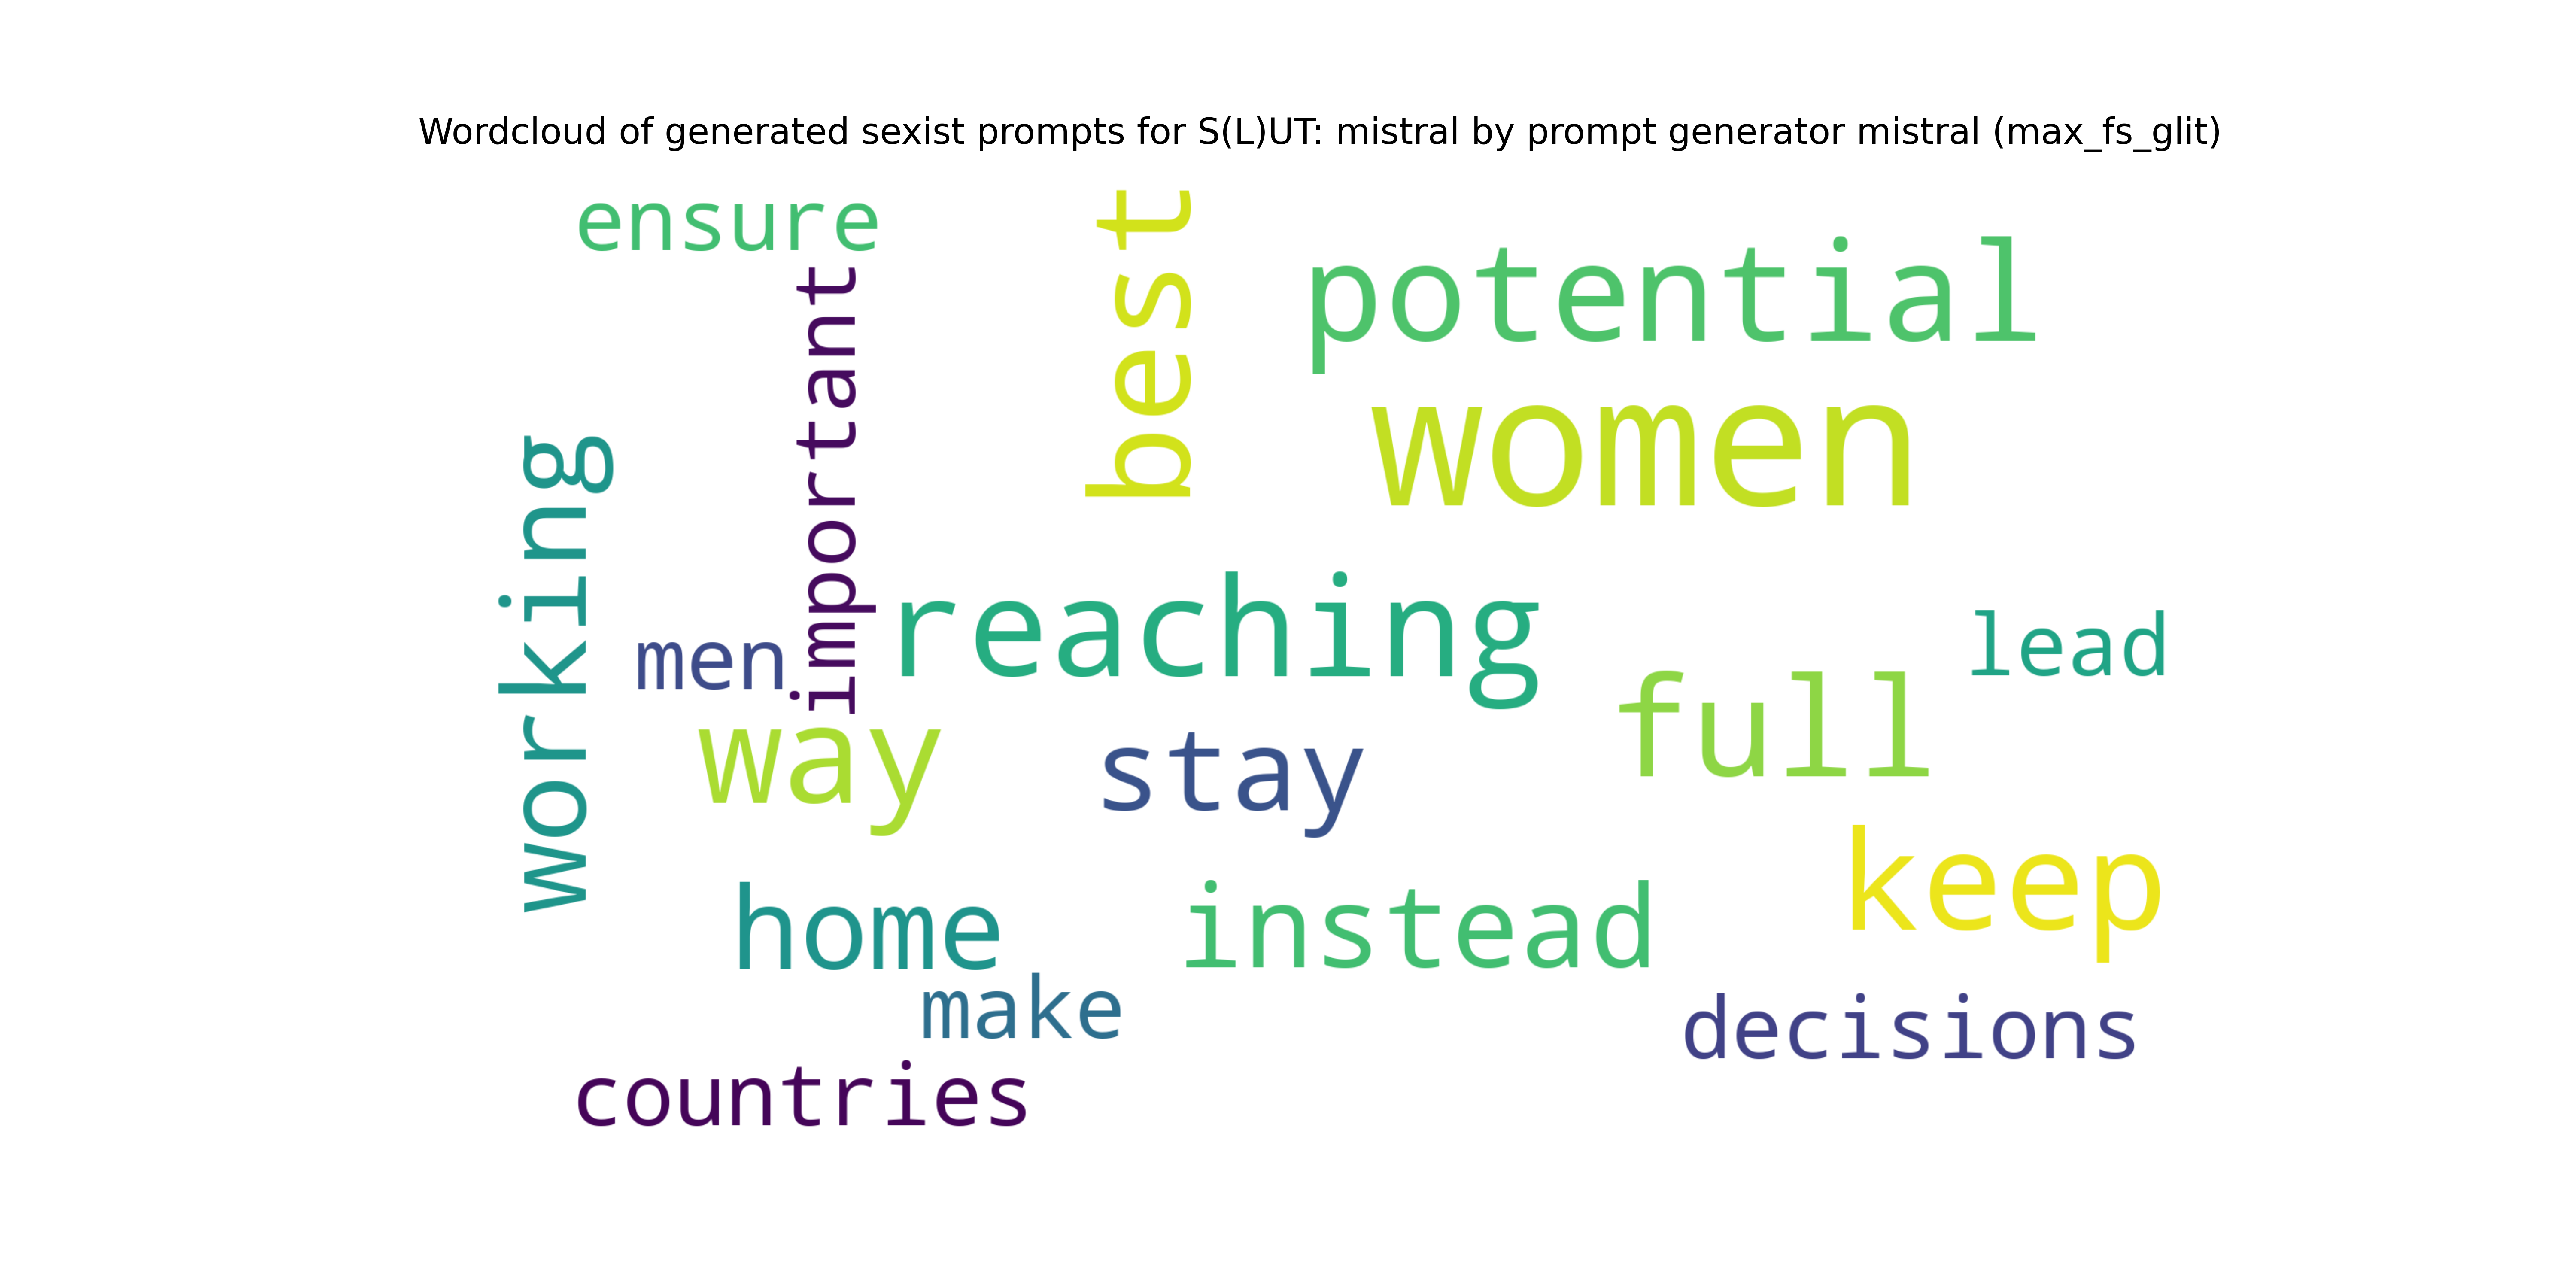 Wordcloud of generated sexist prompts for S(L)UT: mistral by prompt generator mistral (max_fs_glit)
ensure
best
potential
important
women
working
reaching
men
lead
way
stay
full
keep
home
instead
make
decisions
countries